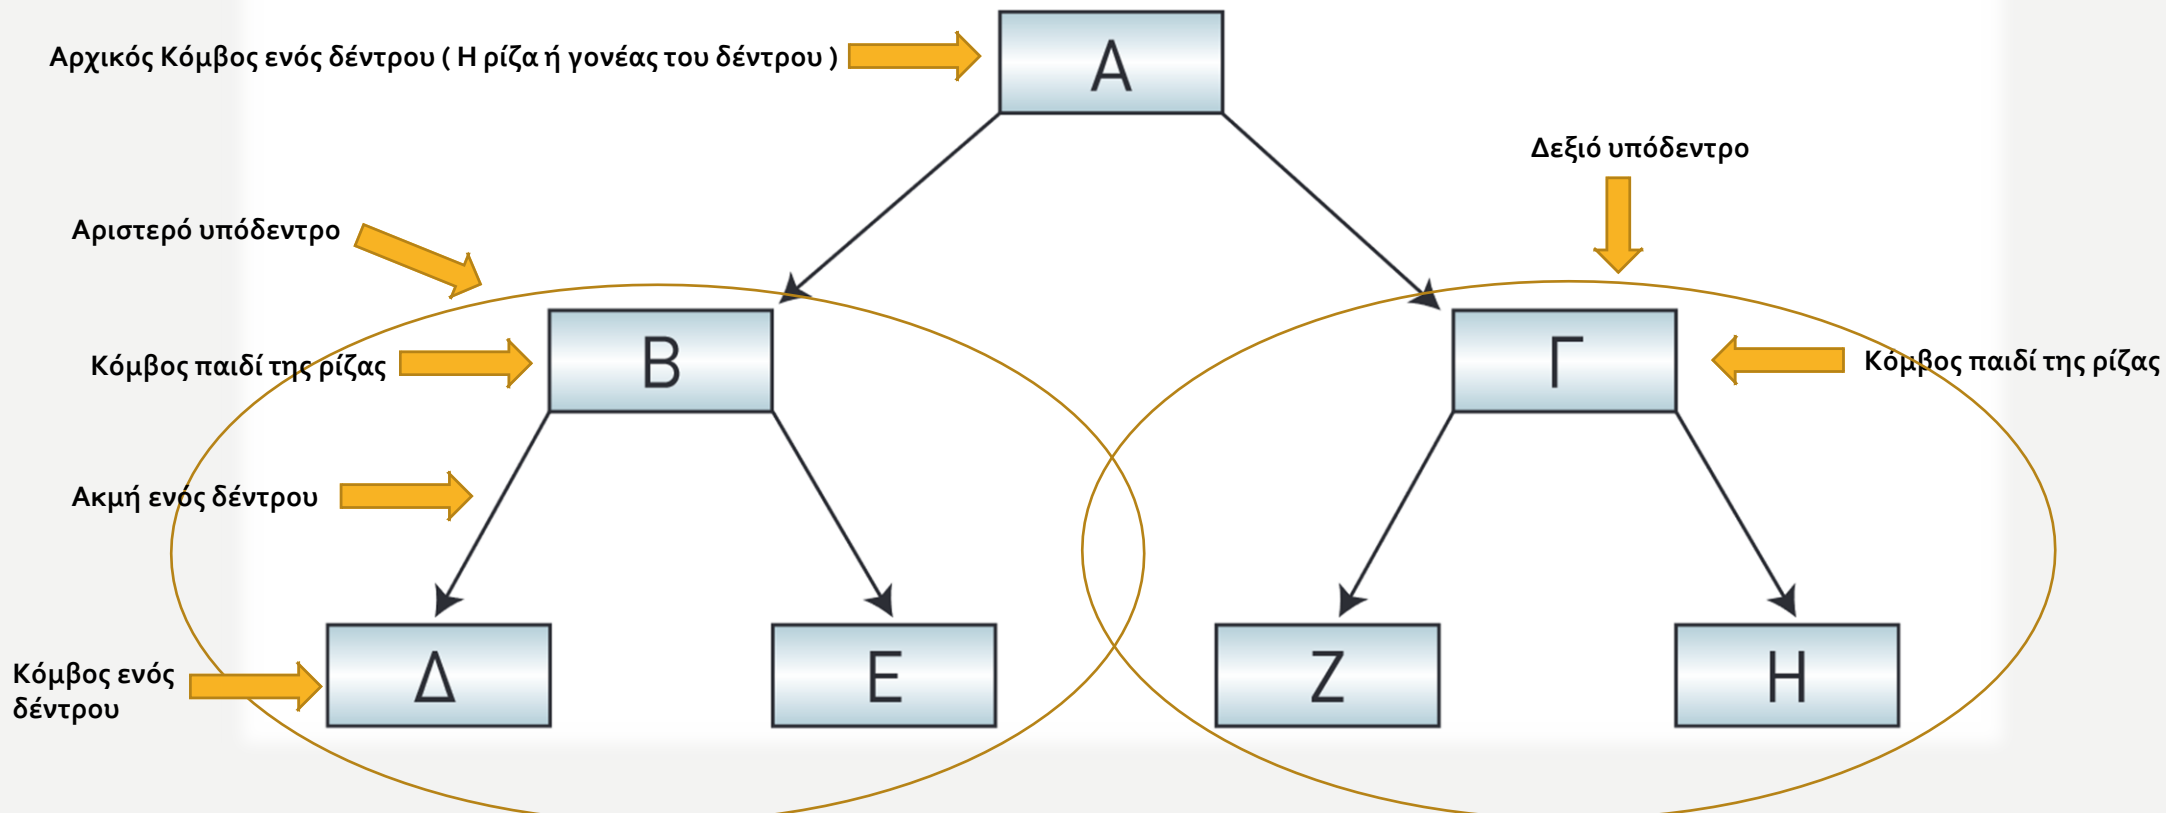 Αρχικός Κόμβος ενός δέντρου ( Η ρίζα ή γονέας του δέντρου )
Α
Δεξιό υπόδεντρο
Αριστερό υπόδεντρο
Κόμβος παιδί της ρίζας
Β
Γ
Κόμβος παιδί της ρίζας
Ακμή ενός δέντρου
Κόμβος ενός
δέντρου
Δ
Ε
Ζ
Η